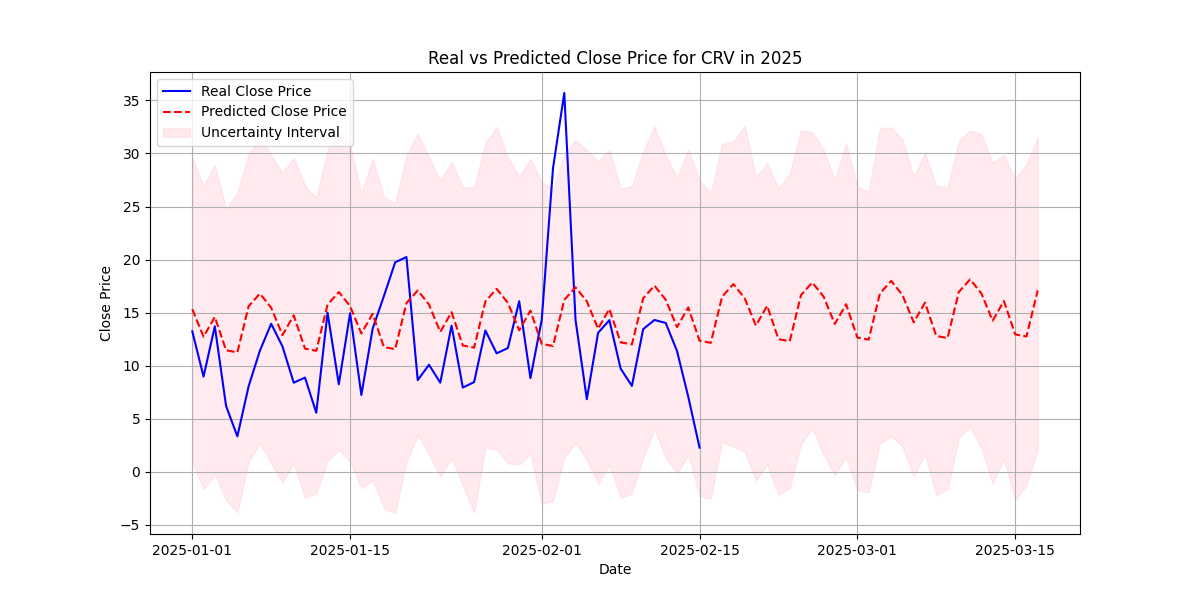 Real vs Predicted Close Price for CRV in 2025
Real Close Price
Predicted Close Price
Uncertainty Interval
Close Price
35
30
25
20
15
10
5
0
−5
2025-01-01
2025-01-15
2025-02-01
2025-02-15
2025-03-01
2025-03-15
Date